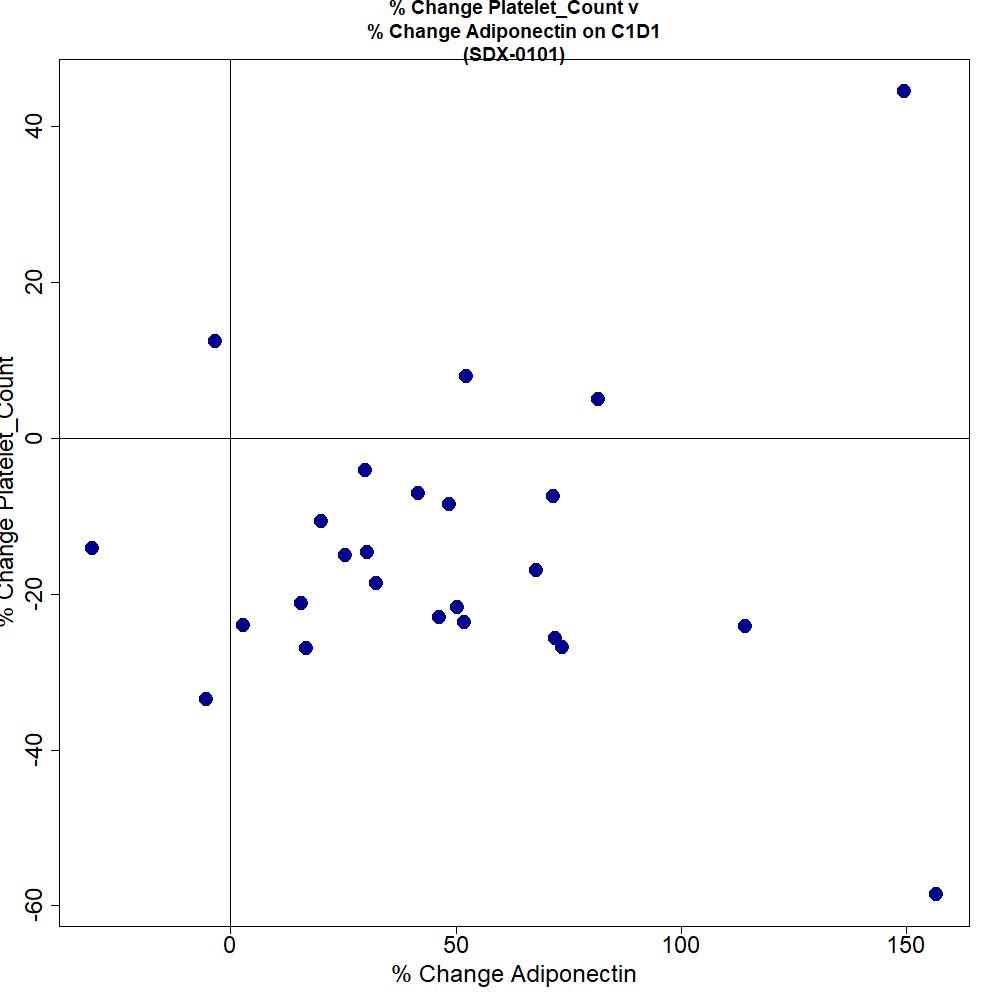 % Change Platelet_Count v
% Change Adiponectin on C1D1
(SDX-0101)
% Change Platelet_Count
40
20
0
-20
-40
-60
0
50
100
150
% Change Adiponectin